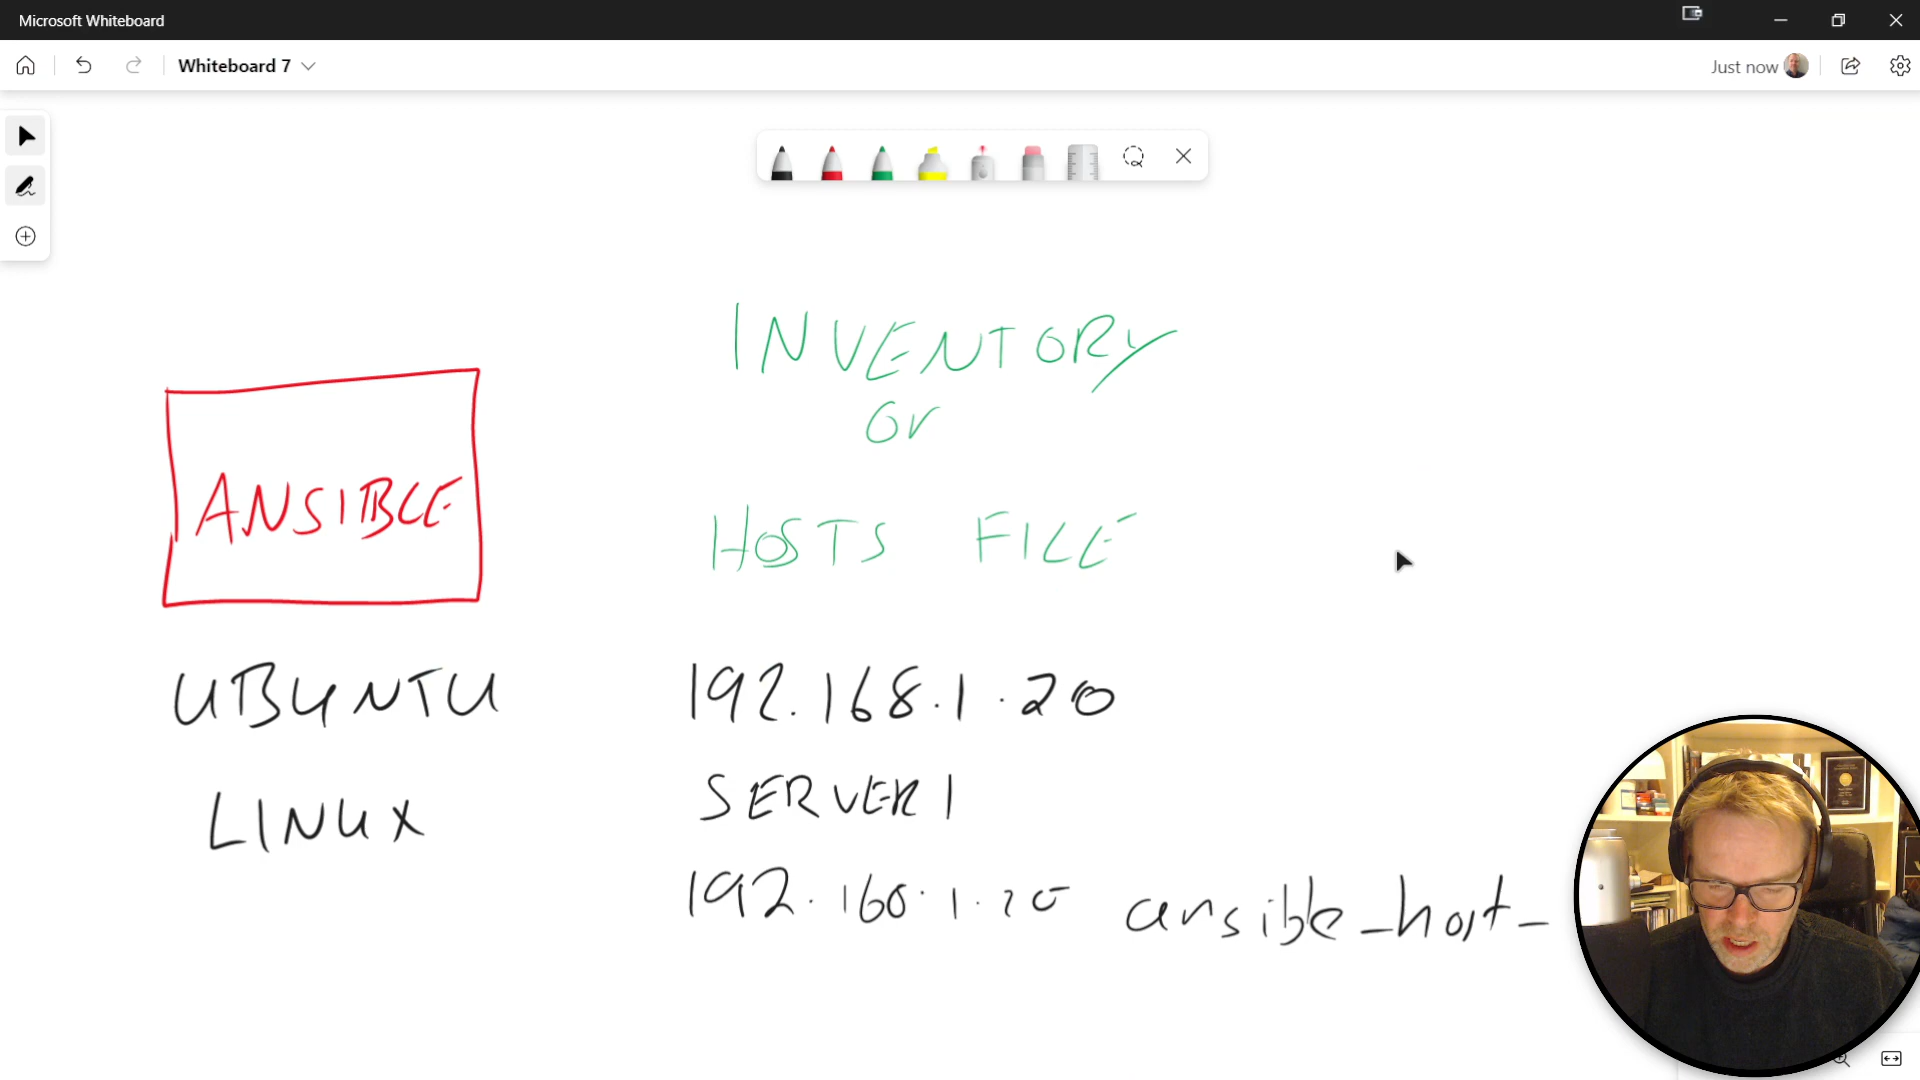 Microsoft Whiteboard
Whiteboard 7
Just now
INVENTORY
or
HOSTS FILE
ANSIBLE
UBUNTU
LINUX
192.168.1.20
SERVER1
192.168.1.20 ansible_host_